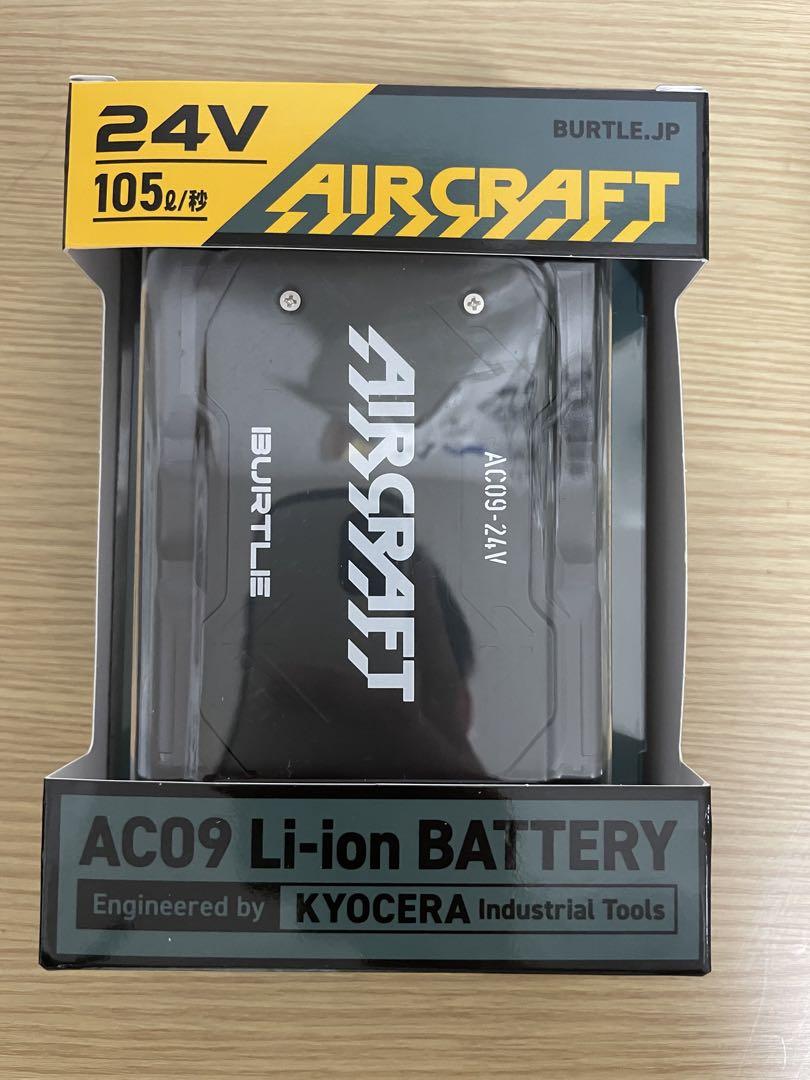 24V
105ℓ/秒
BURTLE.JP
AIRCRAFT
AC09-24V
AIRCRAFT
BURTLE
AC09 Li-ion BATTERY
Engineered by KYOCERA Industrial Tools